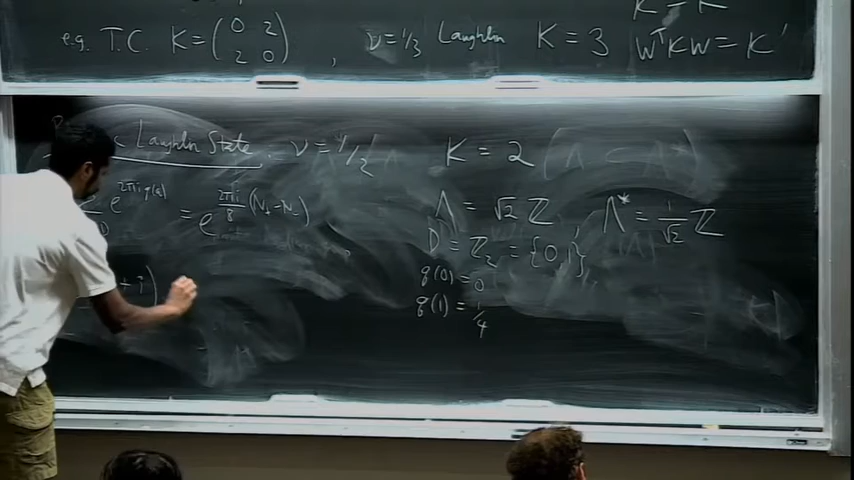 e.g. T.C. K = (0 2
2 0) , ν = 1/3 Laughlin K = 3 WᵀKW = K'
Laughlin State. ν = 1/2 K = 2
Λ = √2 ℤ Λ* = 1/√2 ℤ
e^{2πi q(a)} = e^{2πi/8 (N₊ - N₋)}
D = ℤ₂ = {0, 1}
q(0) = 0
q(1) = 1/4
+ i)